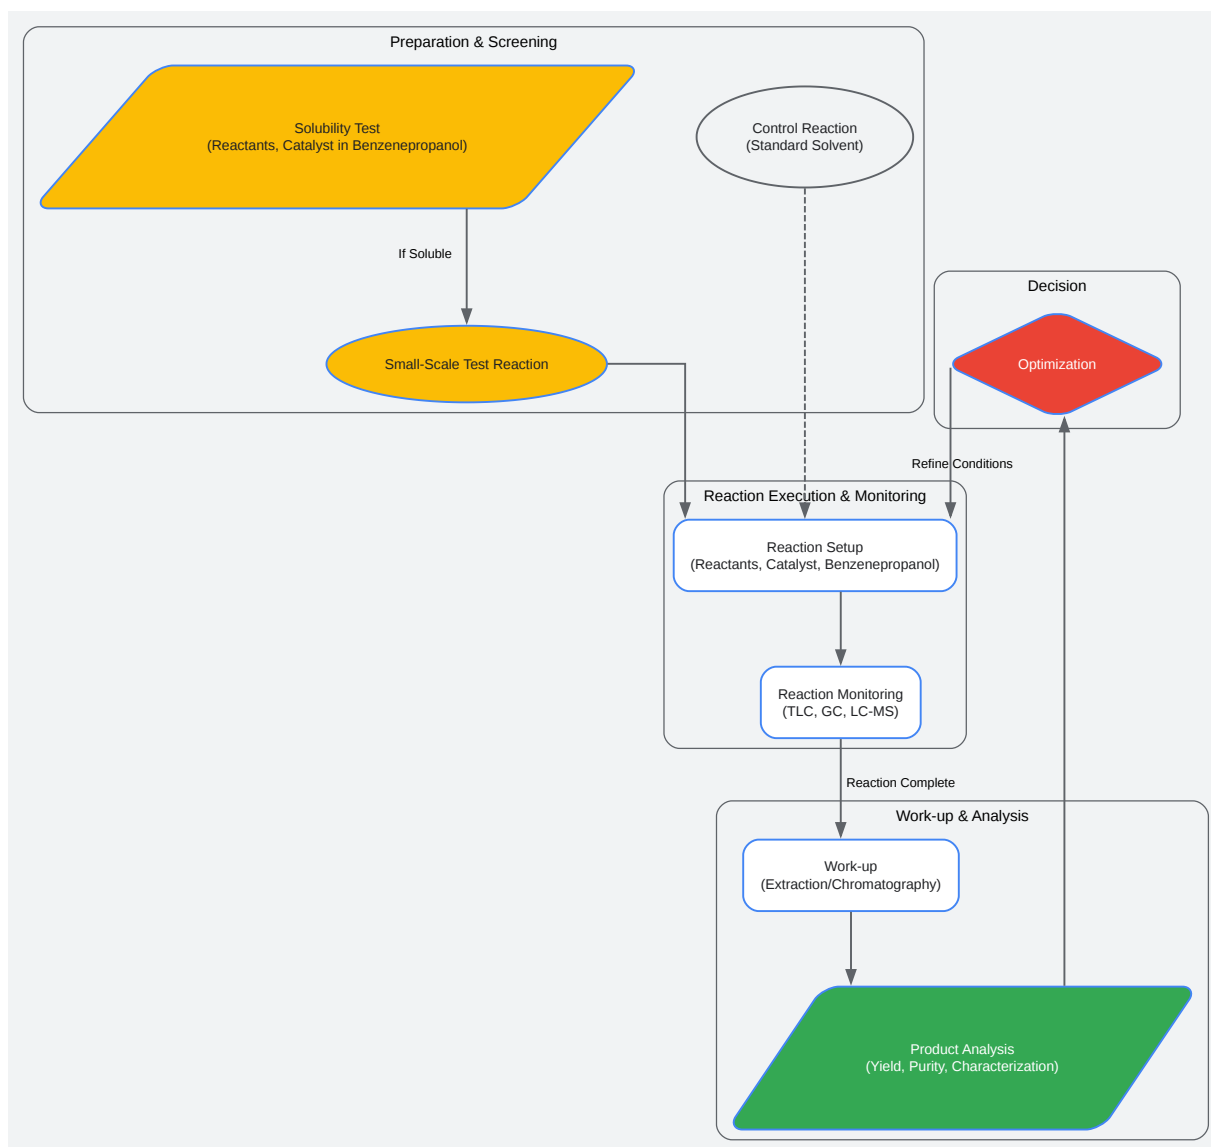 Preparation & Screening
Solubility Test
(Reactants, Catalyst in Benzenepropanol)
Control Reaction
(Standard Solvent)
If Soluble
Small-Scale Test Reaction
Decision
Optimization
Refine Conditions
Reaction Execution & Monitoring
Reaction Setup
(Reactants, Catalyst, Benzenepropanol)
Reaction Monitoring
(TLC, GC, LC-MS)
Reaction Complete
Work-up & Analysis
Work-up
(Extraction/Chromatography)
Product Analysis
(Yield, Purity, Characterization)